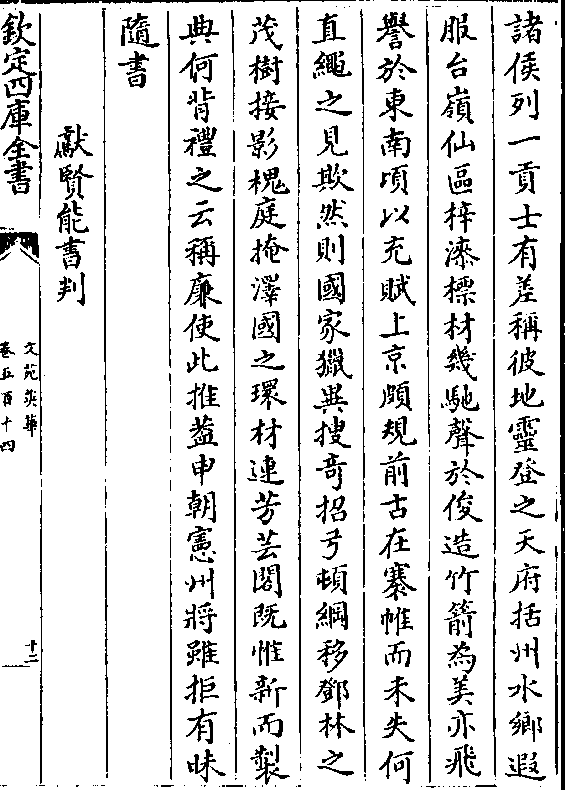 諸侯列一貢士有差稱彼地靈登之天府括州水鄉遐
服台嶺仙區梓漆標材幾馳聲於俊造竹箭為美亦飛
譽於東南頃以充賦上京頗規前古在褰帷而未失何
直繩之見欺然則國家獵異搜竒招弓頓綱移鄧林之
茂樹接影槐庭掩澤國之環材連芳芸閣既惟新而製
典何背禮之云稱廉使此推葢申朝憲州將雖拒有昧
隨書
獻賢能書判
欽定四庫全書
文苑英華
卷五百十四
十二